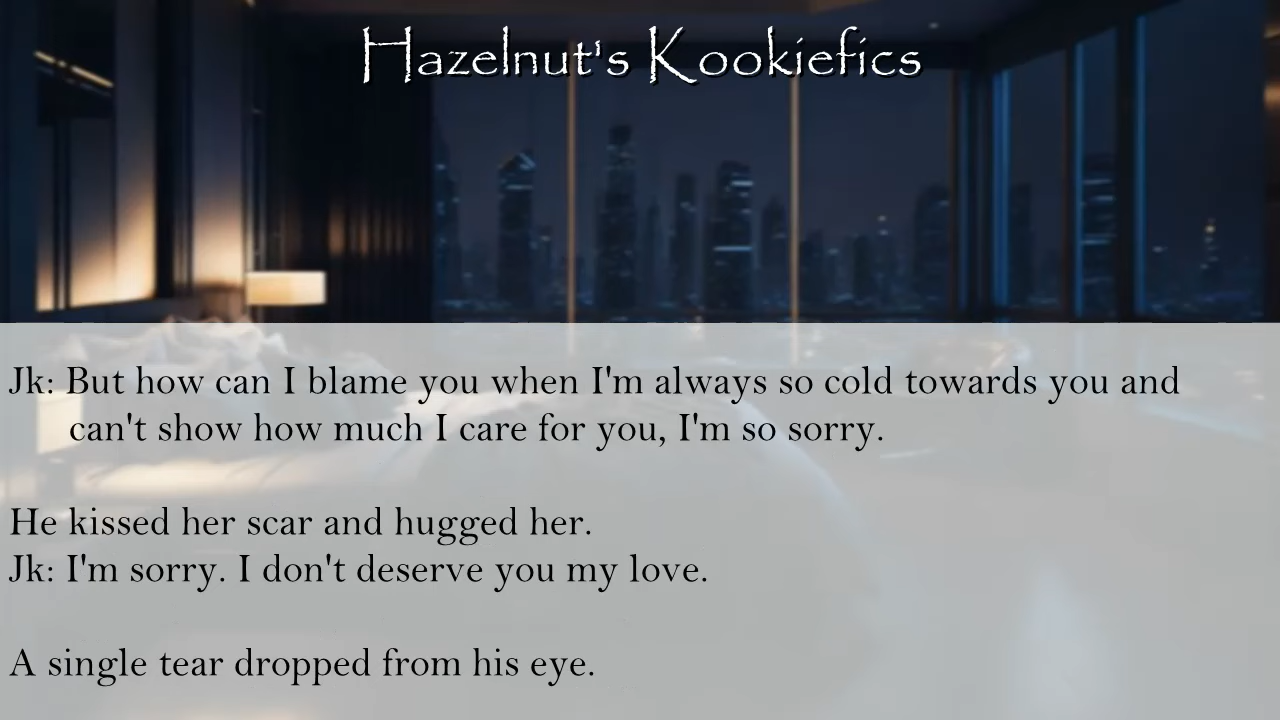 Hazelnut's Kookiefics
Jk: But how can I blame you when I'm always so cold towards you and
can't show how much I care for you, I'm so sorry.
He kissed her scar and hugged her.
Jk: I'm sorry. I don't deserve you my love.
A single tear dropped from his eye.